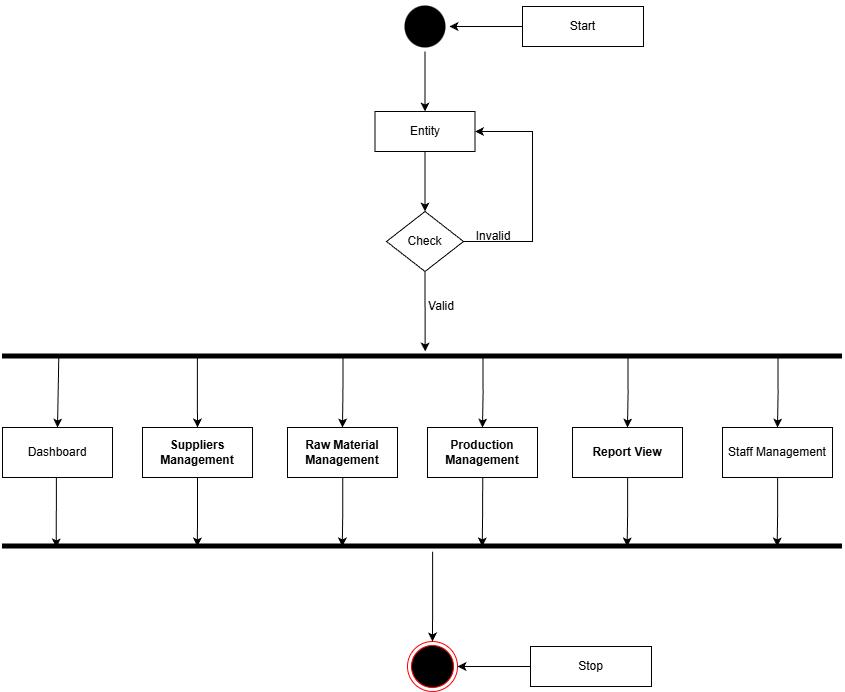 Start
Entity
Check
Invalid
Valid
Dashboard
Suppliers
Management
Raw Material
Management
Production
Management
Report View
Staff Management
Stop